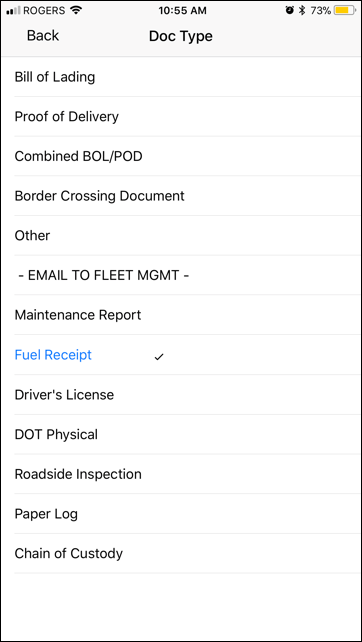 ROGERS 10:55 AM 73%
Back Doc Type
Bill of Lading
Proof of Delivery
Combined BOL/POD
Border Crossing Document
Other
- EMAIL TO FLEET MGMT -
Maintenance Report
Fuel Receipt
Driver's License
DOT Physical
Roadside Inspection
Paper Log
Chain of Custody